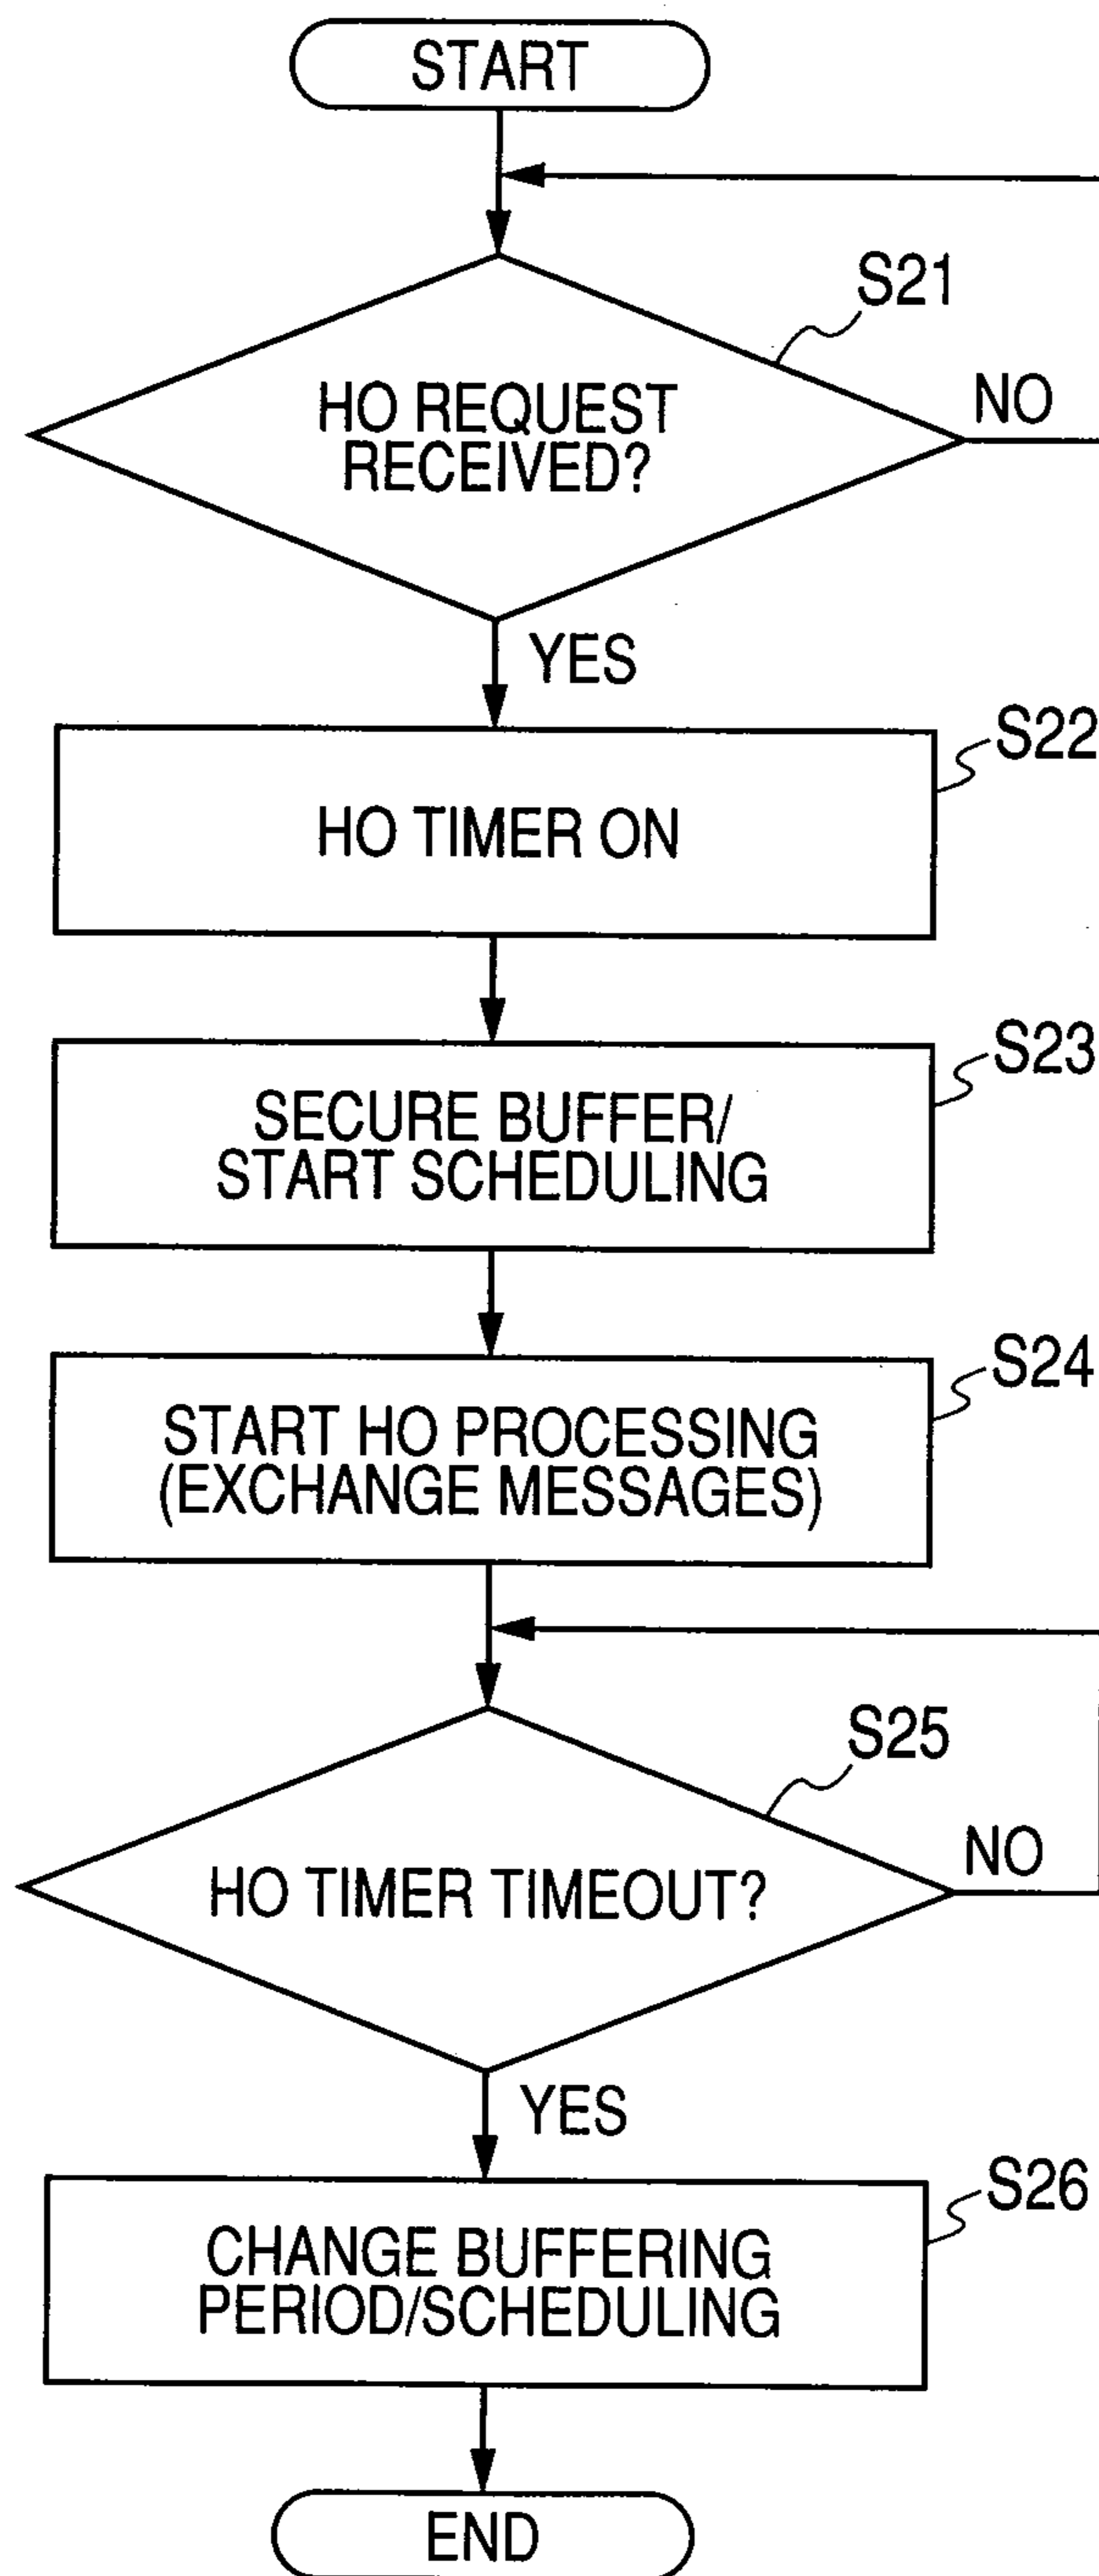 START
S21
HO REQUEST
RECEIVED?
NO
YES
S22
HO TIMER ON
S23
SECURE BUFFER/
START SCHEDULING
S24
START HO PROCESSING
(EXCHANGE MESSAGES)
S25
HO TIMER TIMEOUT?
NO
YES
S26
CHANGE BUFFERING
PERIOD/SCHEDULING
END